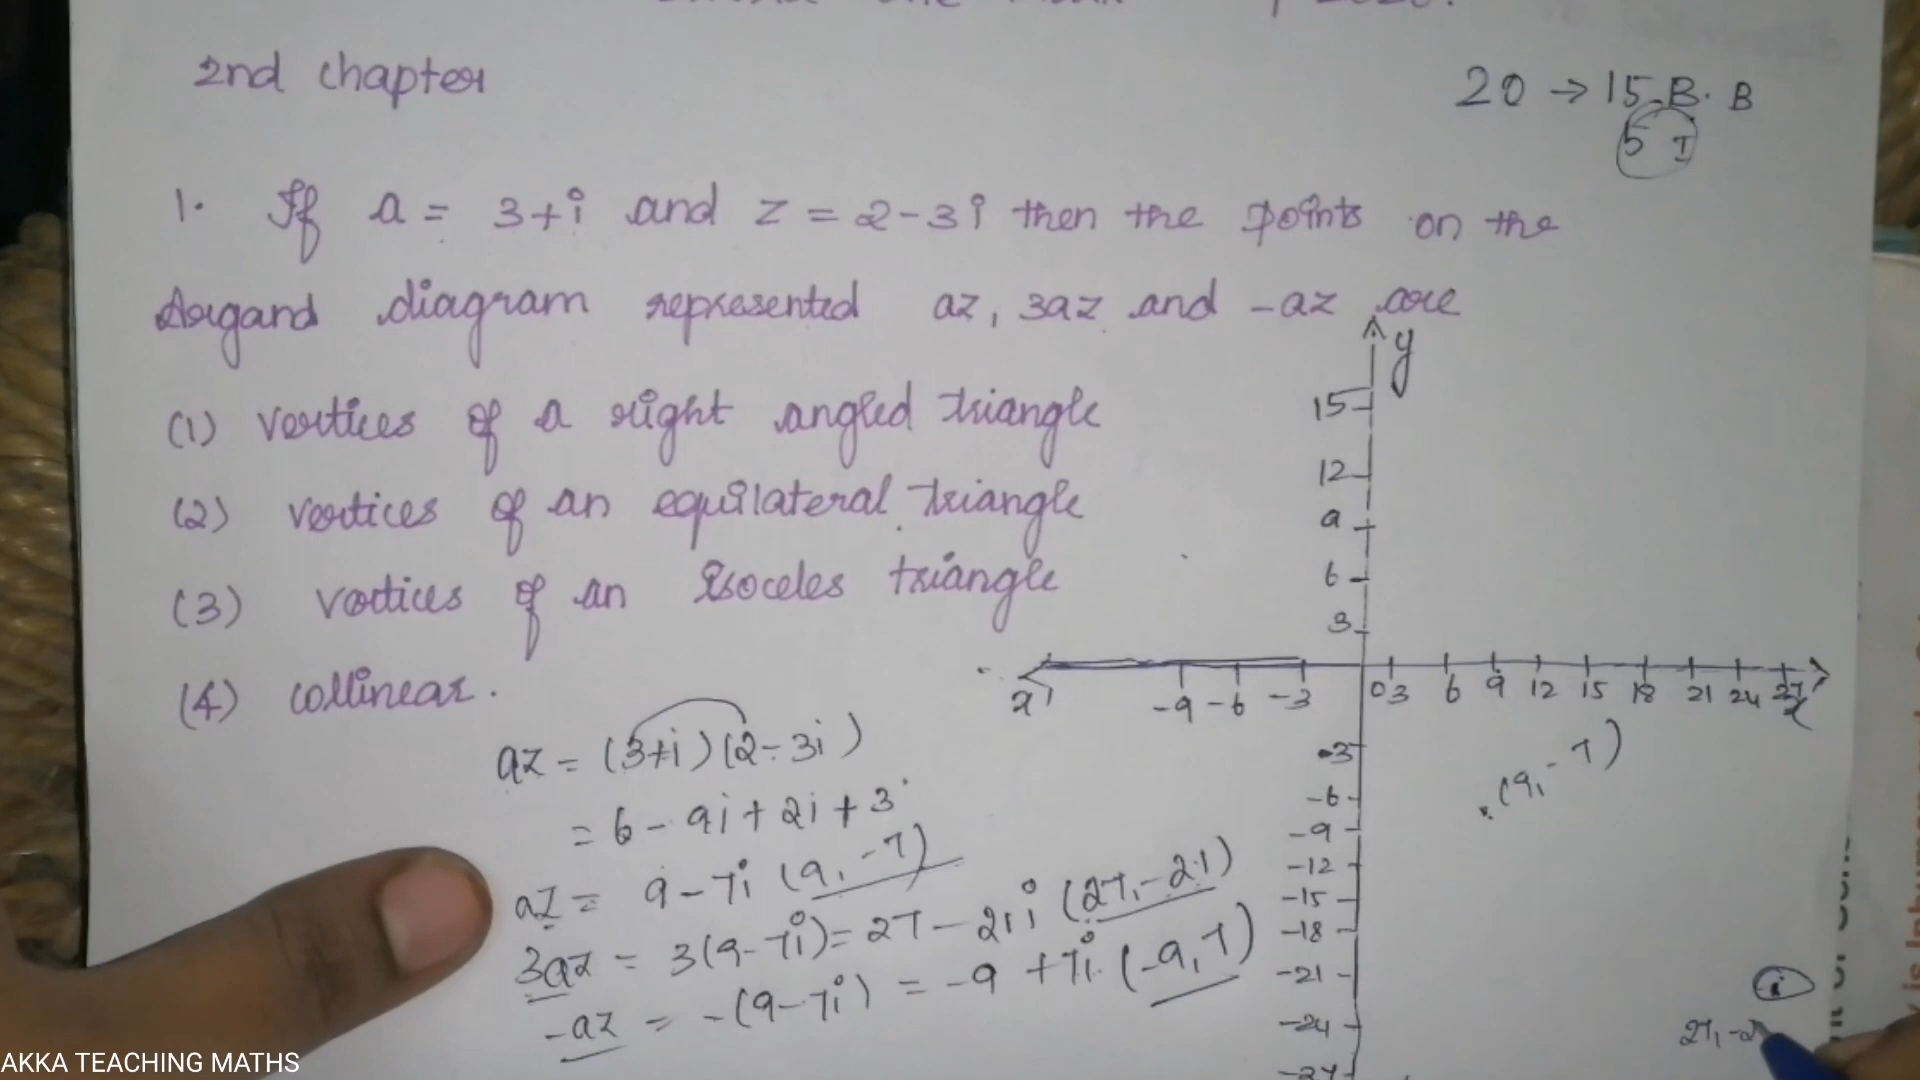 2nd chapter
20 → 15 B. B
5 I
1. If a = 3+i and z = 2-3i then the points on the
Argand diagram represented az, 3az and -az are
(1) vertices of a right angled triangle
(2) vertices of an equilateral triangle
(3) vertices of an Isoceles triangle
(4) collinear.
az = (3+i)(2-3i)
= 6-9i+2i+3
az = 9-7i (9,-7)
3az = 3(9-7i) = 27-21i (27,-21)
-az = -(9-7i) = -9+7i (-9,7)
y
15
12
9
6
3
x' -9 -6 -3 0 3 6 9 12 15 18 21 24 27 x
-3
(9,-7)
-6
-9
-12
-15
-18
-21
-24
-27
AKKA TEACHING MATHS